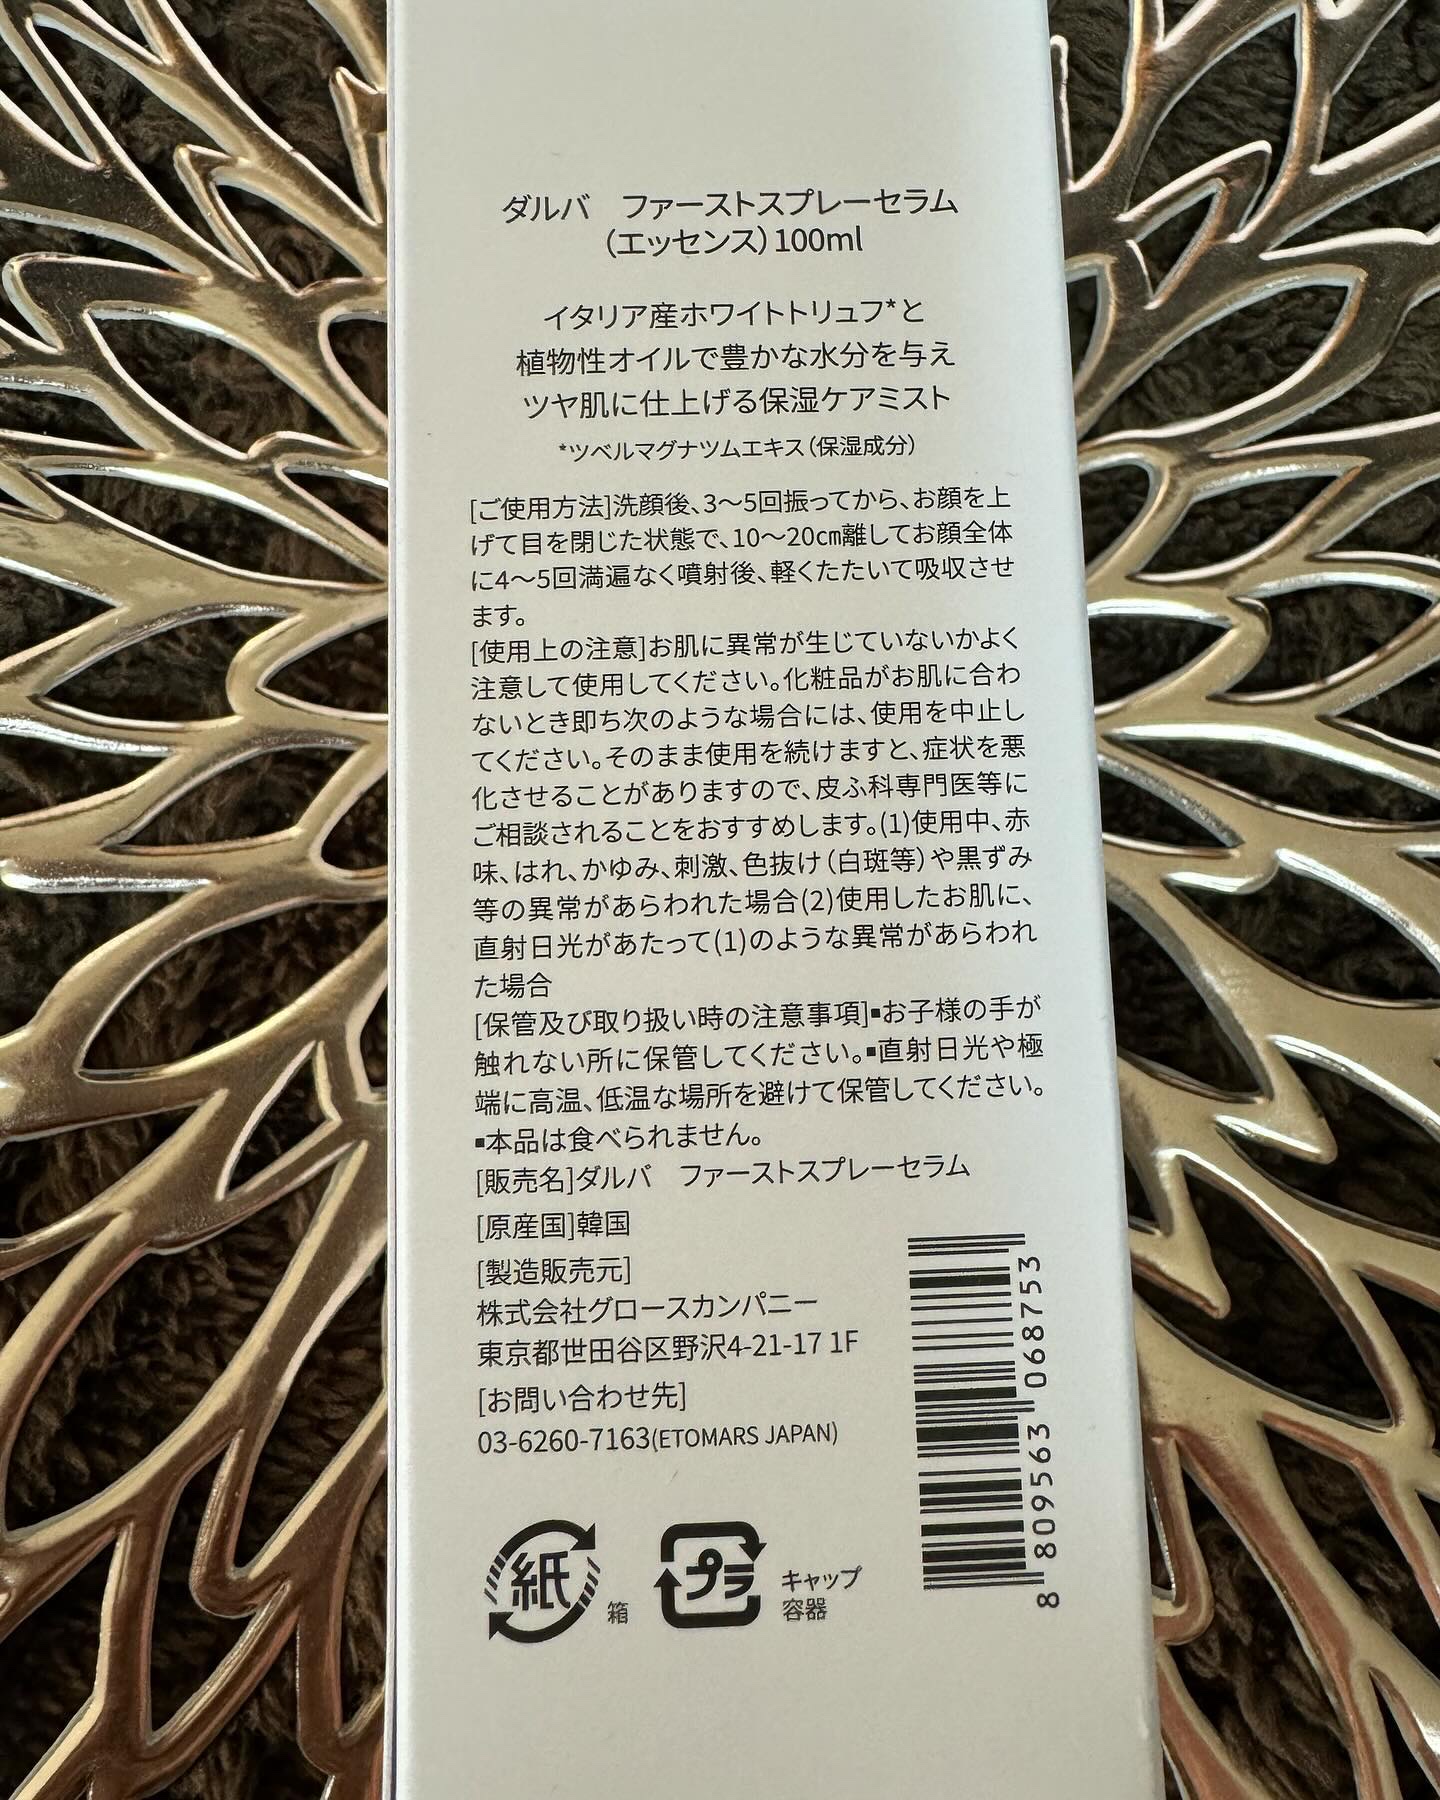 ダルバ　ファーストスプレーセラム
（エッセンス）100ml
イタリア産ホワイトトリュフ*と
植物性オイルで豊かな水分を与え
ツヤ肌に仕上げる保湿ケアミスト
*ツベルマグナツムエキス（保湿成分）
[ご使用方法]洗顔後、3〜5回振ってから、お顔を上
げて目を閉じた状態で、10〜20㎝離してお顔全体
に4〜5回満遍なく噴射後、軽くたたいて吸収させ
ます。
[使用上の注意]お肌に異常が生じていないかよく
注意して使用してください。化粧品がお肌に合わ
ないとき即ち次のような場合には、使用を中止し
てください。そのまま使用を続けますと、症状を悪
化させることがありますので、皮ふ科専門医等に
ご相談されることをおすすめします。(1)使用中、赤
味、はれ、かゆみ、刺激、色抜け（白斑等）や黒ずみ
等の異常があらわれた場合(2)使用したお肌に、
直射日光があたって(1)のような異常があらわれ
た場合
[保管及び取り扱い時の注意事項]▪お子様の手が
触れない所に保管してください。▪直射日光や極
端に高温、低温な場所を避けて保管してください。
▪本品は食べられません。
[販売名]ダルバ　ファーストスプレーセラム
[原産国]韓国
[製造販売元]
株式会社グロースカンパニー
東京都世田谷区野沢4-21-17 1F
[お問い合わせ先]
03-6260-7163(ETOMARS JAPAN)
8 809563 068753
紙 箱
プラ キャップ
容器